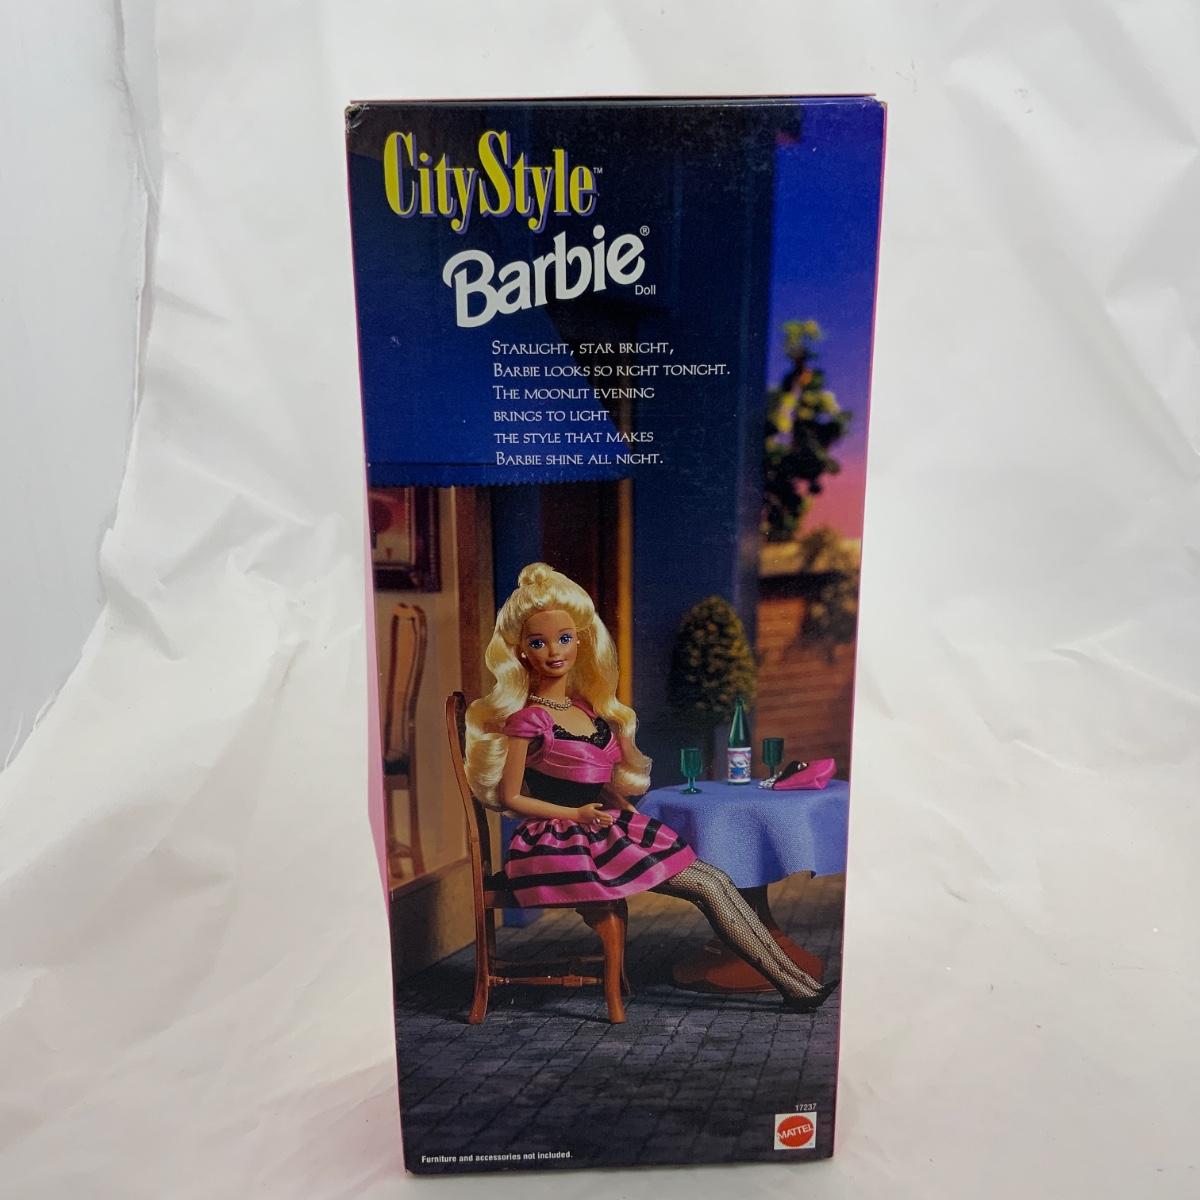 CityStyle™
Barbie®
Doll
STARLIGHT, STAR BRIGHT,
BARBIE LOOKS SO RIGHT TONIGHT.
THE MOONLIT EVENING
BRINGS TO LIGHT
THE STYLE THAT MAKES
BARBIE SHINE ALL NIGHT.
17237
MATTEL
Furniture and accessories not included.